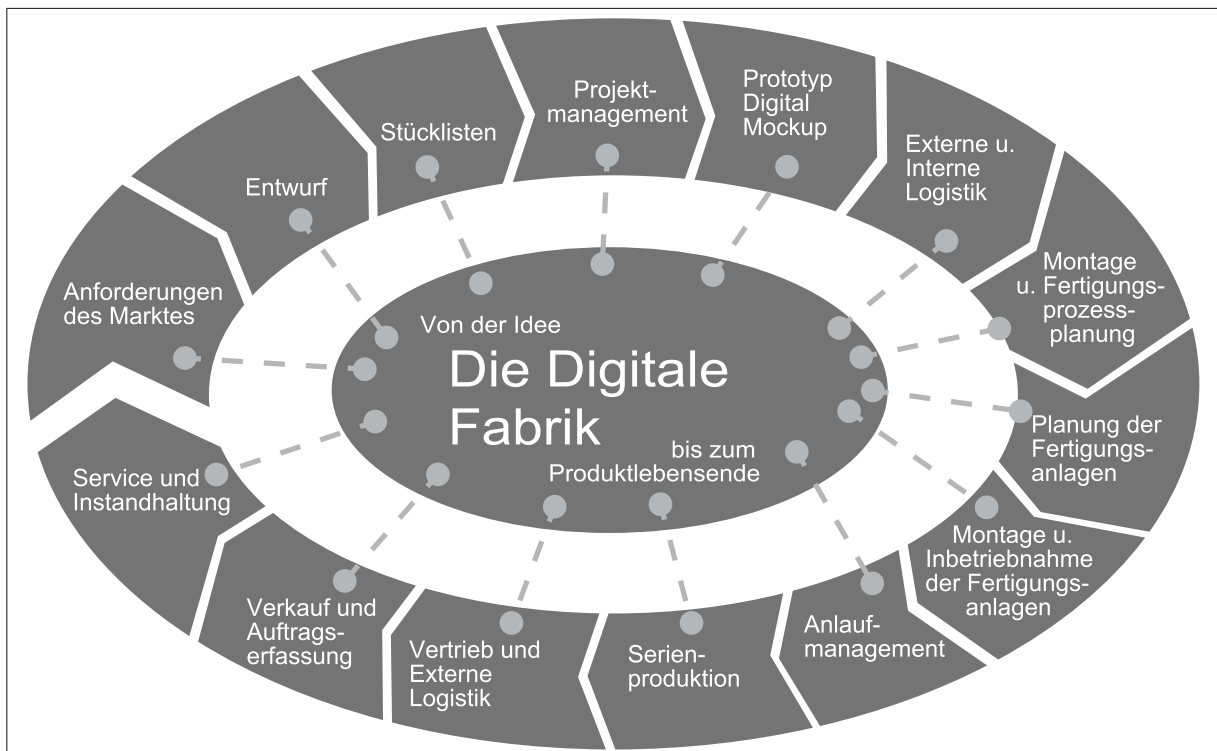 Anforderungen
des Marktes
Entwurf
Stücklisten
Projekt-
management
Prototyp
Digital
Mockup
Externe u.
Interne
Logistik
Montage
u. Fertigungs-
prozess-
planung
Planung der
Fertigungs-
anlagen
Montage u.
Inbetriebnahme
der Fertigungs-
anlagen
Anlauf-
management
Serien-
produktion
Vertrieb und
Externe
Logistik
Verkauf und
Auftrags-
erfassung
Service und
Instandhaltung
Von der Idee
Die Digitale
Fabrik
bis zum
Produktlebensende